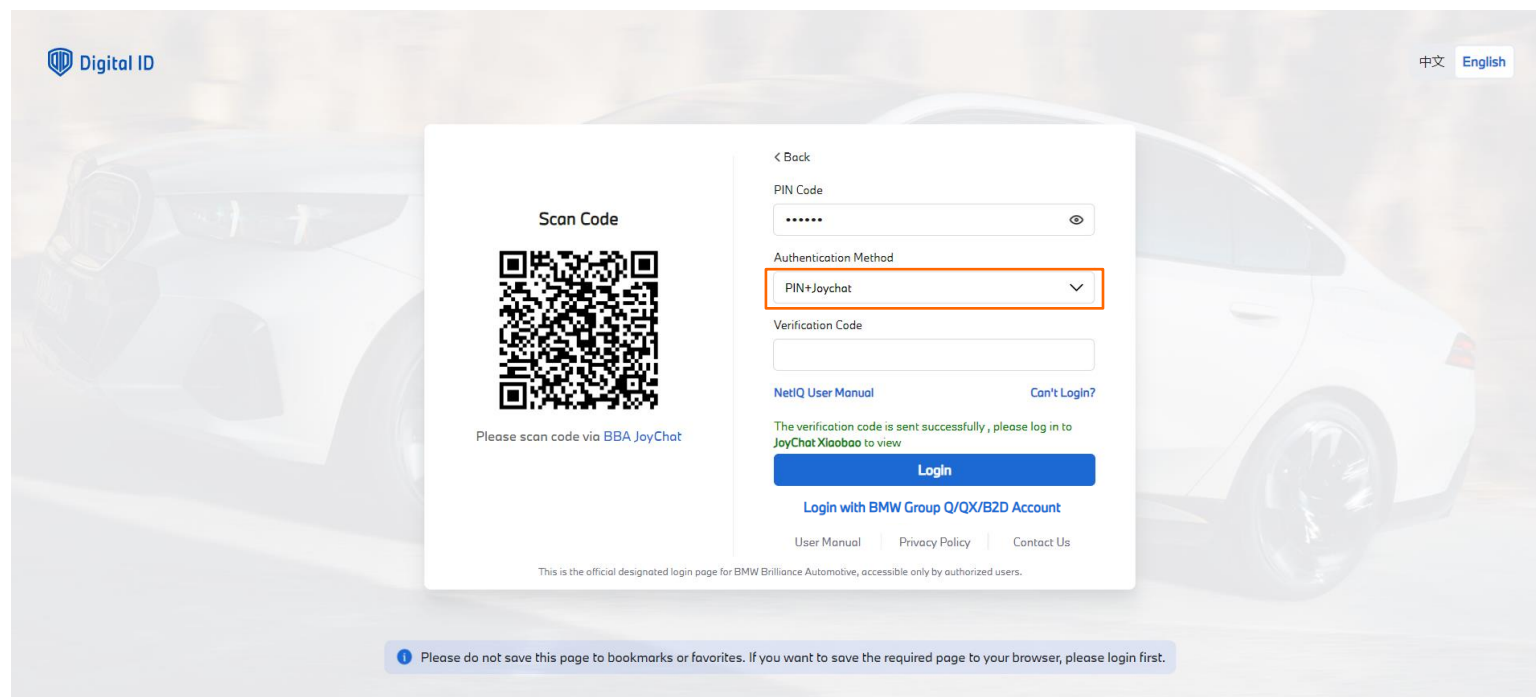 Digital ID
中文 English
Scan Code
Please scan code via BBA JoyChat
< Back
PIN Code
••••••
Authentication Method
PIN+Joychat
Verification Code
NetIQ User Manual Can't Login?
The verification code is sent successfully , please log in to
JoyChat Xiaobao to view
Login
Login with BMW Group Q/QX/B2D Account
User Manual Privacy Policy Contact Us
This is the official designated login page for BMW Brilliance Automotive, accessible only by authorized users.
Please do not save this page to bookmarks or favorites. If you want to save the required page to your browser, please login first.